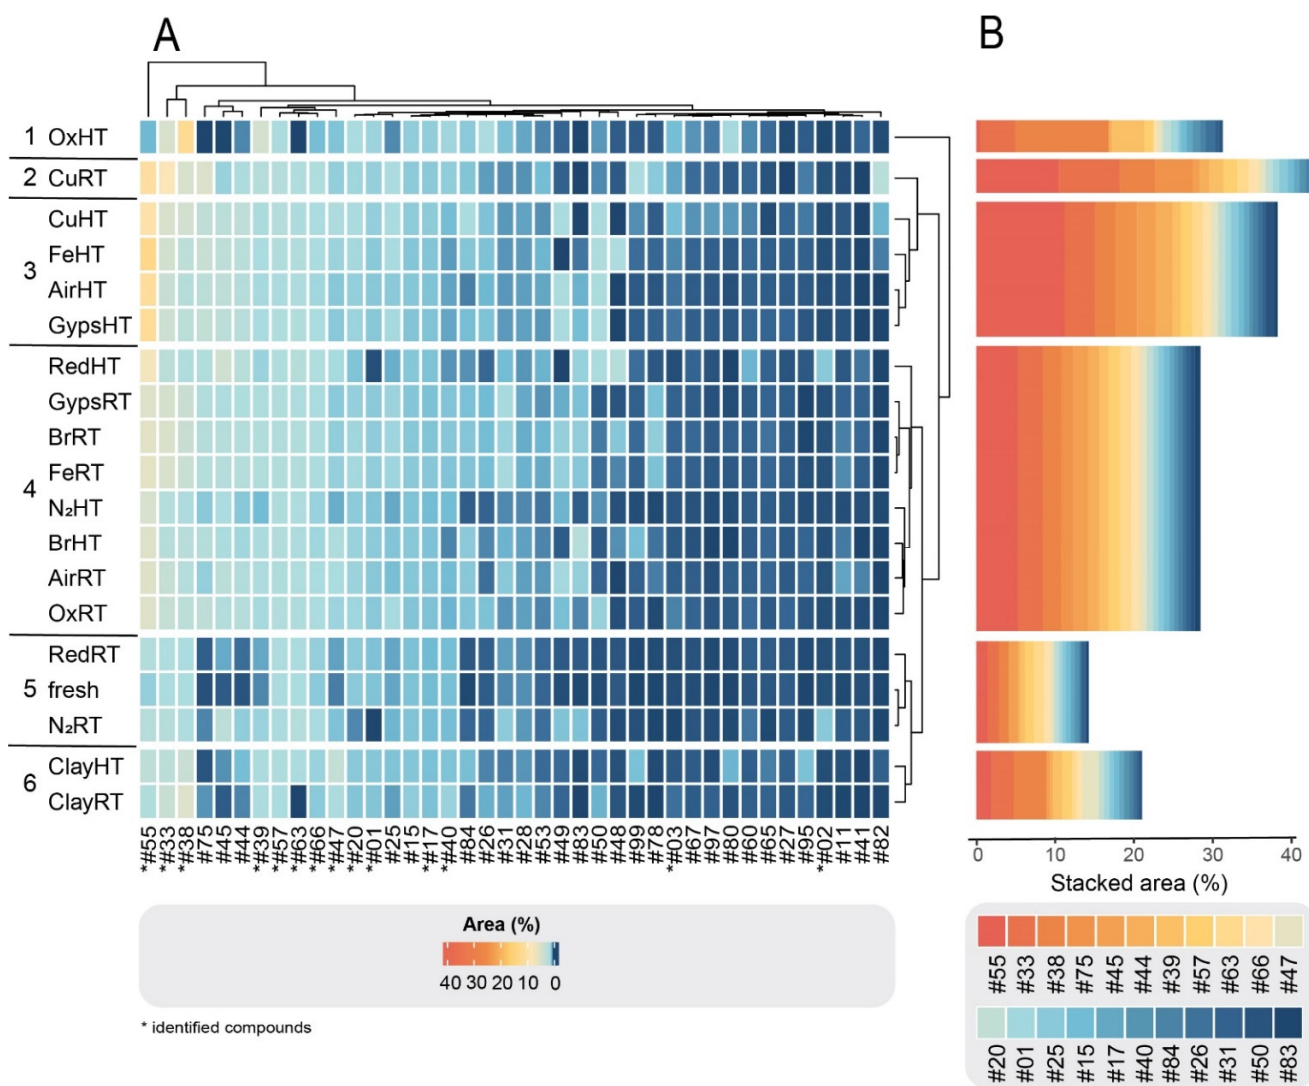 A
B
1 OxHT
2 CuRT
3
CuHT
FeHT
AirHT
GypsHT
4
RedHT
GypsRT
BrRT
FeRT
N₂HT
BrHT
AirRT
OxRT
5
RedRT
fresh
N₂RT
6
ClayHT
ClayRT
*#55 *#33 *#38 #75 #45 #44 *#39 *#57 *#63 *#66 *#47 *#20 *#01 #25 #15 *#17 *#40 #84 #26 #31 #28 #53 #49 #83 #50 #48 #99 #78 *#03 #67 #97 #80 #60 #65 #27 #95 *#02 #11 #41 #82
Area (%)
40 30 20 10 0
* identified compounds
0 10 20 30 40
Stacked area (%)
#55 #33 #38 #75 #45 #44 #39 #57 #63 #66 #47
#20 #01 #25 #15 #17 #40 #84 #26 #31 #50 #83